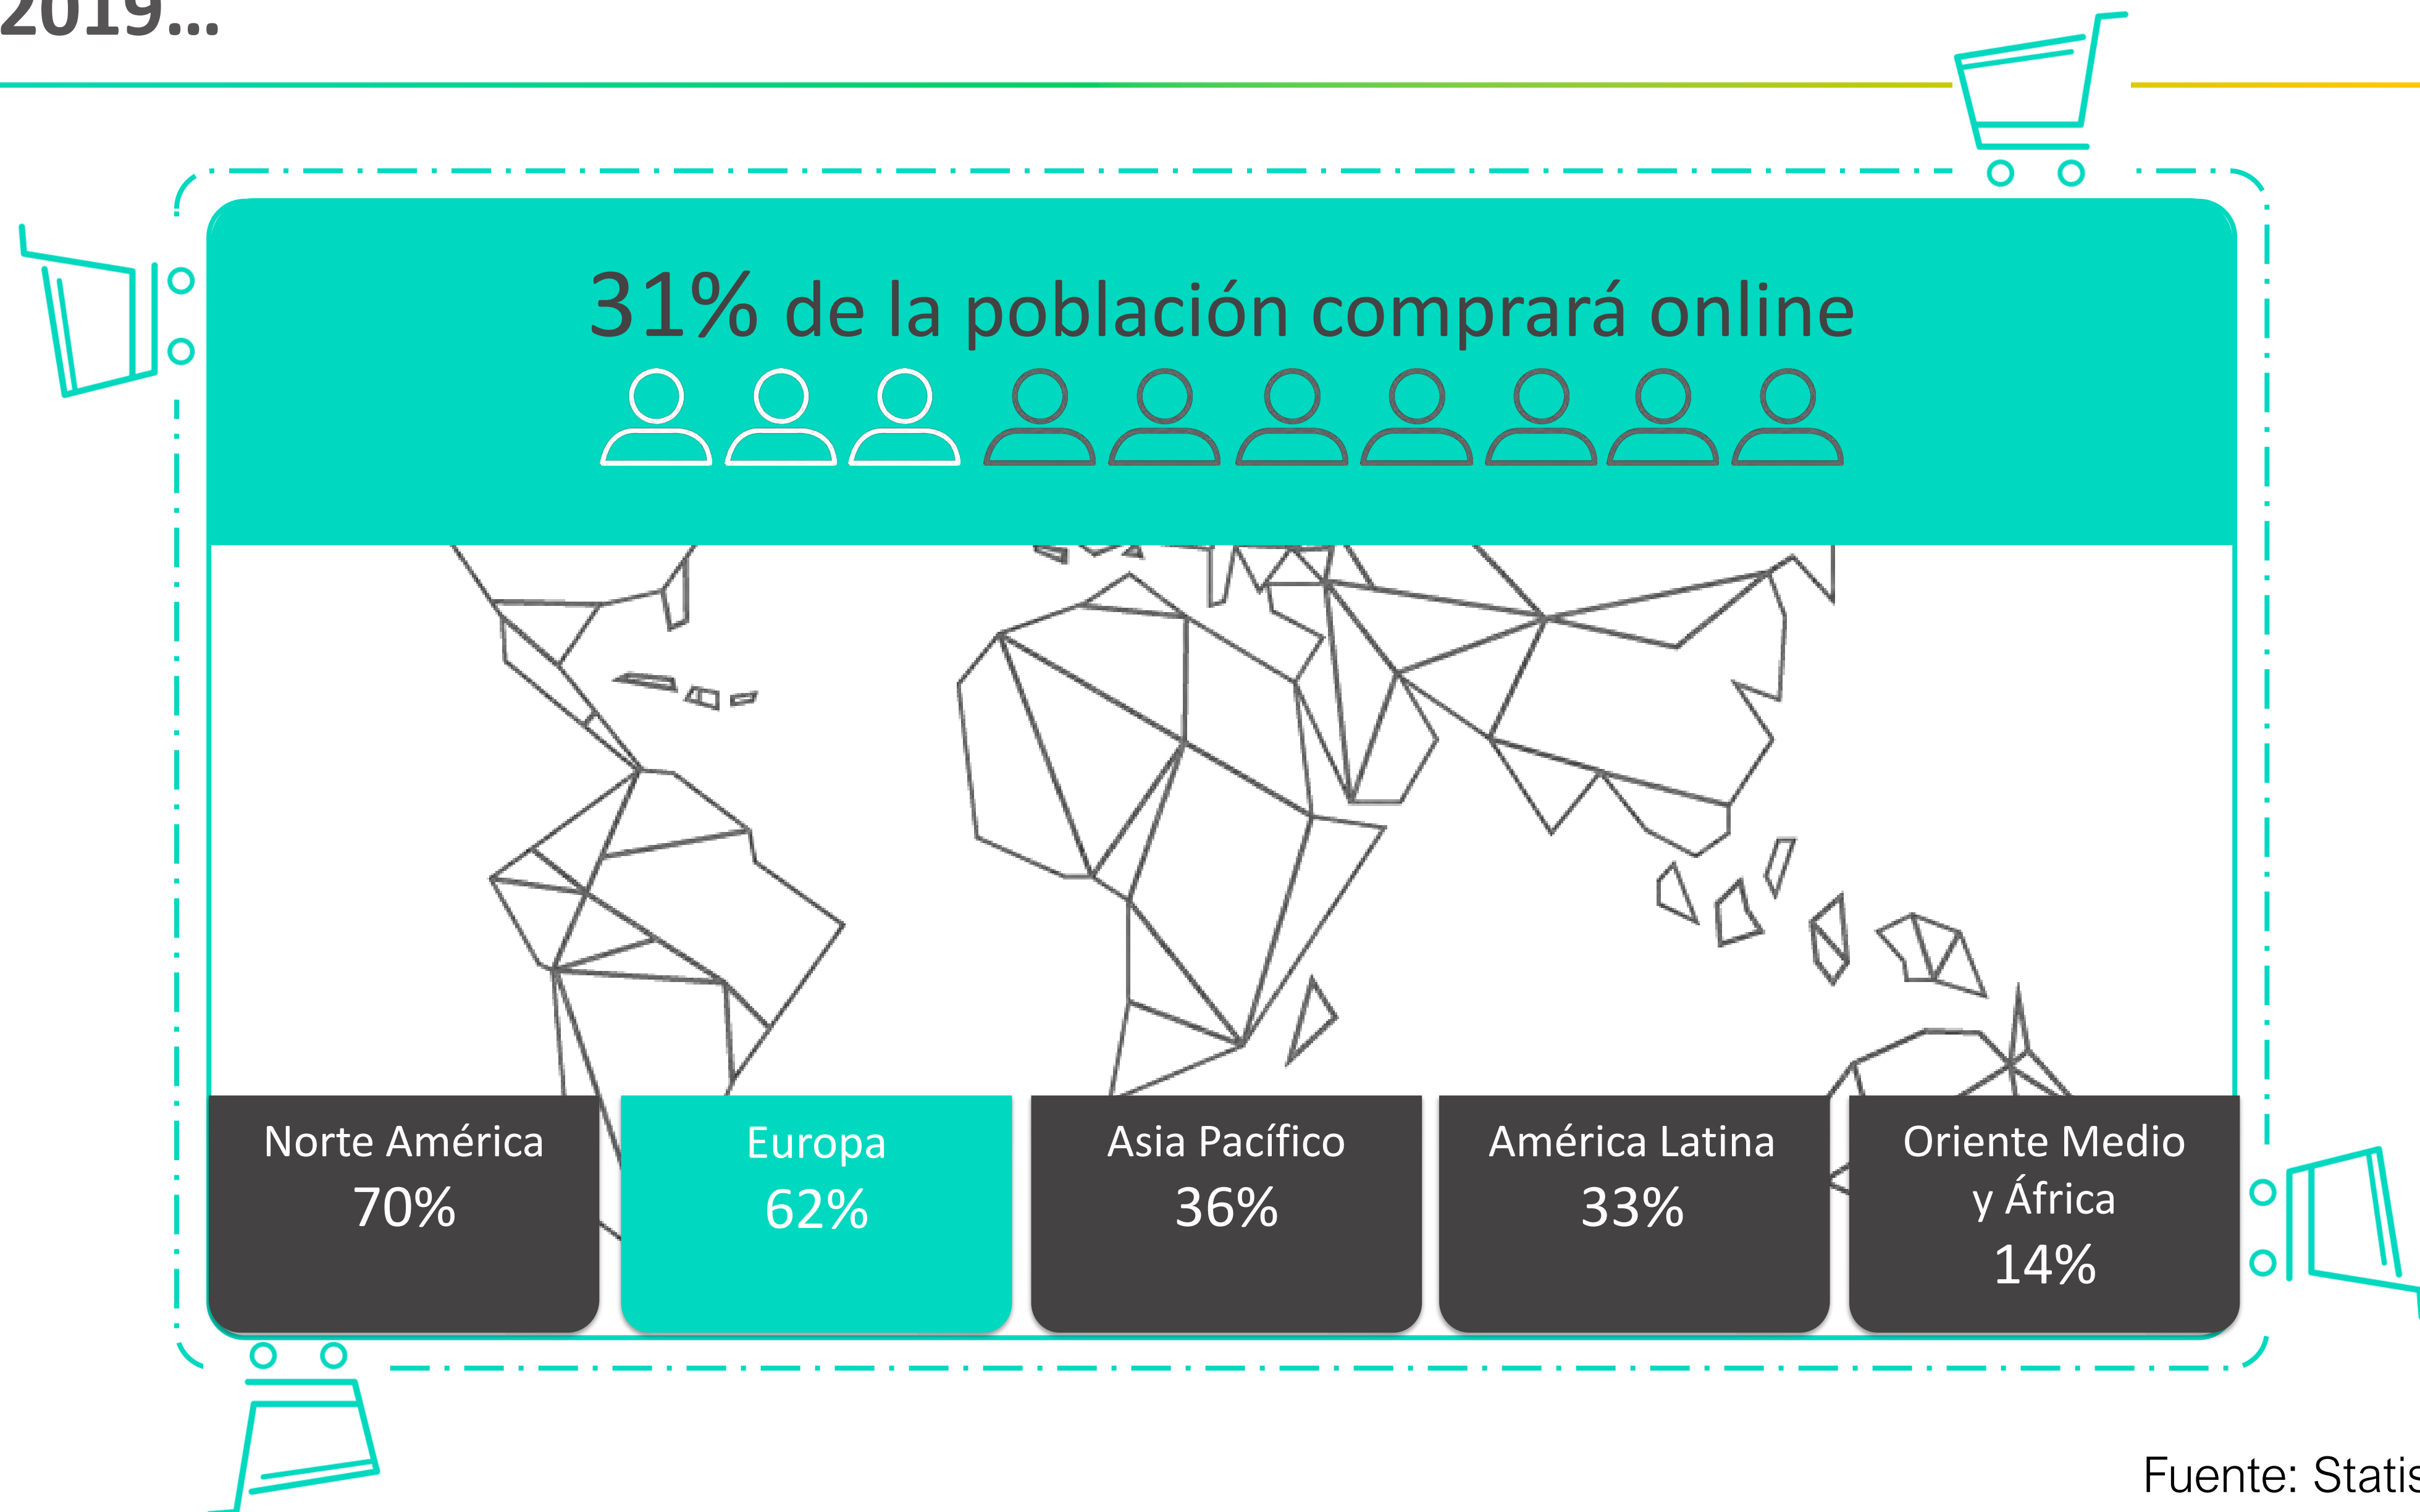 2019...
31% de la población comprará online
Norte América
70%
Europa
62%
Asia Pacífico
36%
América Latina
33%
Oriente Medio
y África
14%
Fuente: